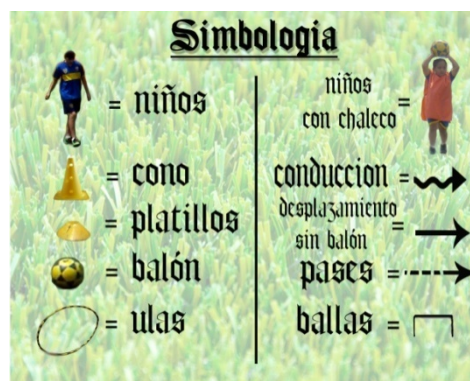 Simbologia
= niños
= cono
= platillos
= balón
= ulas
niños
con chaleco =
conduccion =
desplazamiento
sin balón =
pases =
ballas =